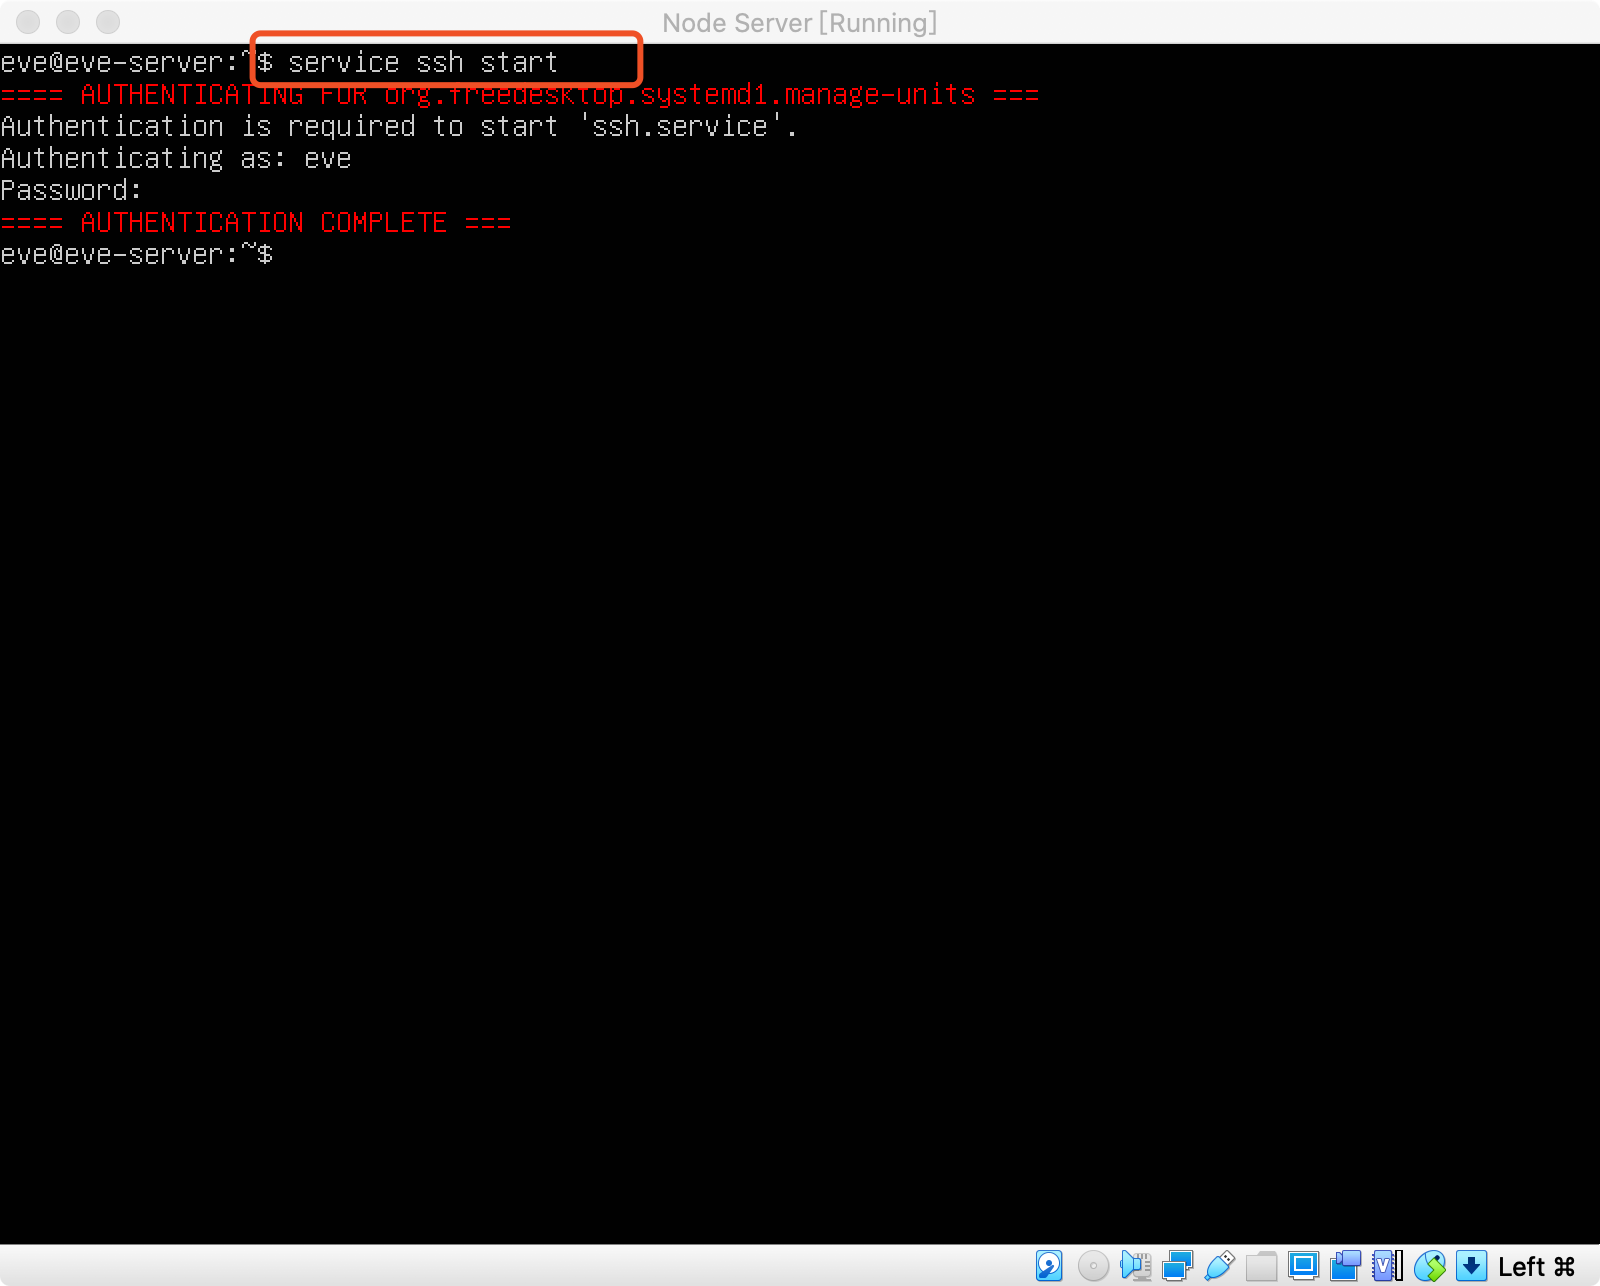 Node Server [Running]
eve@eve-server:~$ service ssh start
==== AUTHENTICATING FOR org.freedesktop.systemd1.manage-units ===
Authentication is required to start 'ssh.service'.
Authenticating as: eve
Password:
==== AUTHENTICATION COMPLETE ===
eve@eve-server:~$
Left ⌘